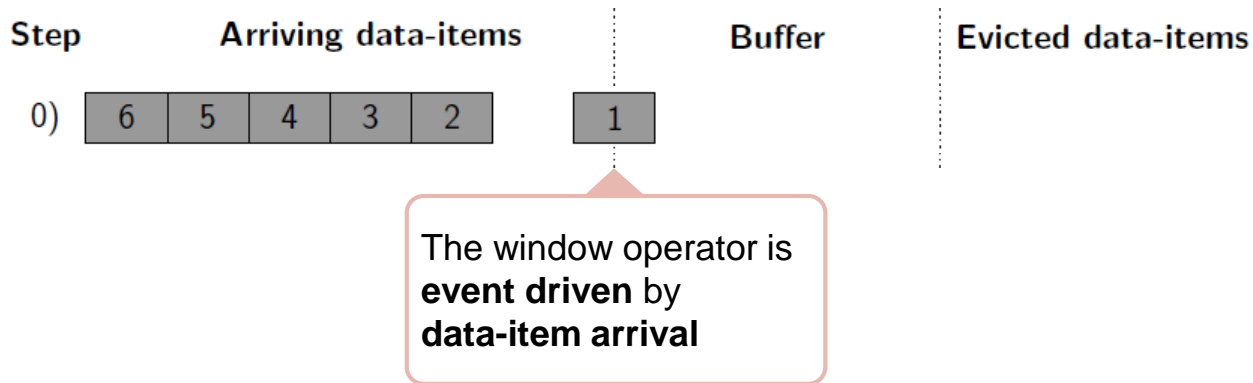 Step Arriving data-items Buffer Evicted data-items
0) 6 5 4 3 2 1
The window operator is
event driven by
data-item arrival